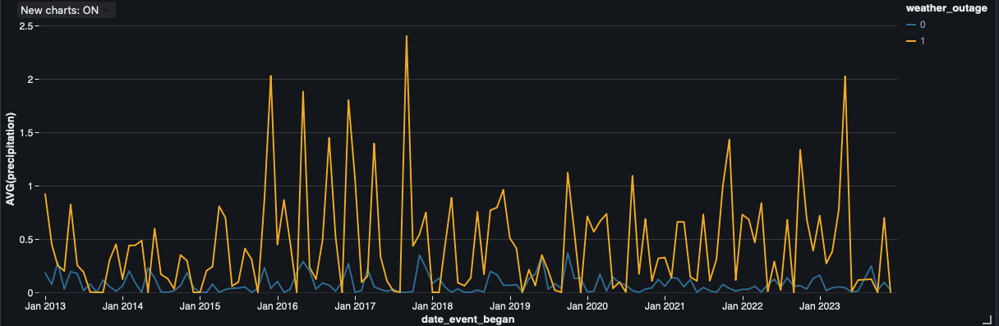 New charts: ON
weather_outage
0
1
AVG(precipitation)
2.5
2
1.5
1
0.5
0
Jan 2013 Jan 2014 Jan 2015 Jan 2016 Jan 2017 Jan 2018 Jan 2019 Jan 2020 Jan 2021 Jan 2022 Jan 2023
date_event_began